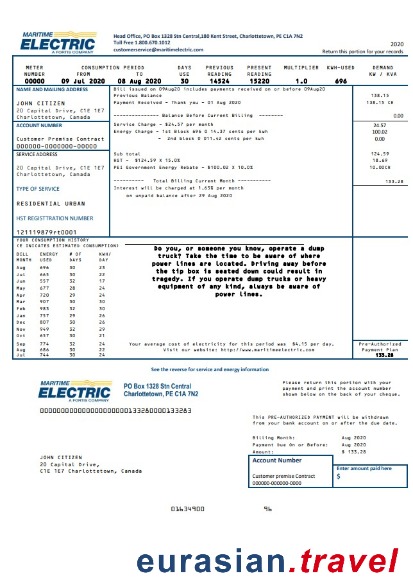 MARITIME
ELECTRIC
A FORTIS COMPANY
Head Office, PO Box 1328 Stn Central,180 Kent Street, Charlottetown, PE C1A 7N2
Toll Free 1.800.670.1012
customerservice@maritimeelectric.com
2020
Return this portion for your records
METER NUMBER CONSUMPTION PERIOD FROM TO DAYS USE PREVIOUS READING PRESENT READING MULTIPLIER KWH-USED DEMAND KW / KVA
00000 09 Jul 2020 08 Aug 2020 30 14524 15220 1.0 696
NAME AND MAILING ADDRESS
JOHN CITIZEN
20 Capital Drive, C1E 1E7
Charlottetown, Canada
ACCOUNT NUMBER
Customer Promise Contract
000000-0000000-00000
SERVICE ADDRESS
20 Capital Drive, C1E 1E7
Charlottetown, Canada
TYPE OF SERVICE
RESIDENTIAL URBAN
HST REGISTRATION NUMBER
121119879rt0001
Bill issued on 09Aug20 includes payments received on or before 09Aug20
Previous Balance 138.15
Payment Received - Thank you - 01 Aug 2020 138.15 CR
---------- Balance Before Current Billing ------- 0.00
Service Charge - $24.57 per month 24.57
Energy Charge - 1st Block 696 @ 14.37 cents per kwh 100.02
- 2nd Block 0 @11.42 cents per kwh 0.00
Sub total 124.59
HST - $124.59 X 15.0% 18.69
PEI Government Energy Rebate - $100.02 X 10.0% 10.00CR
---------- Total Billing Current Month ---------- 133.28
Interest will be charged at 1.65% per month
on unpaid balance after 29 Aug 2020
YOUR CONSUMPTION HISTORY
(E INDICATES ESTIMATED CONSUMPTION)
BILL MONTH ENERGY USED # OF DAYS KWH/ DAY
Aug 696 30 23
Jul 663 30 22
Jun 557 32 17
May 677 28 24
Apr 720 29 24
Mar 907 30 30
Feb 983 32 30
Jan 757 29 26
Dec 807 30 26
Nov 949 32 29
Oct 657 30 21
Sep 774 32 24
Aug 686 30 22
Jul 744 30 24
Do you, or someone you know, operate a dump
truck? Take the time to be aware of where
power lines are located. Driving away before
the tip box is seated down could result in
tragedy. If you operate dump trucks or heavy
equipment of any kind, always be aware of
power lines.
Your average cost of electricity for this period was $4.15 per day.
Visit our website: http://www.maritimeelectric.com
Pre-Authorized
Payment Plan
133.28
See the reverse for service and energy information
MARITIME
ELECTRIC
A FORTIS COMPANY
PO Box 1328 Stn Central
Charlottetown, PE C1A 7N2
Please return this portion with your
payment and print the account number
shown below on the back of your cheque.
This PRE-AUTHORIZED PAYMENT will be withdrawn
from your bank account on or after the due date.
Billing Month: Aug 2020
Payment Due On or Before: Aug 2020
Amount: $ 133.28
JOHN CITIZEN
20 Capital Drive,
C1E 1E7 Charlottetown, Canada
Account Number
Customer promise Contract
000000-000000-0000
Enter amount paid here
$
01634900 96
eurasian.travel